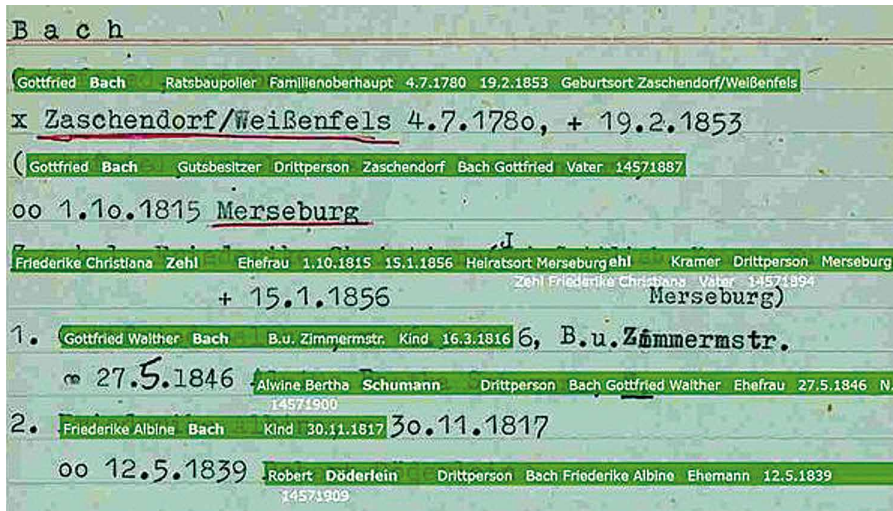 B a c h
Gottfried Bach Ratsbaupolier Familienoberhaupt 4.7.1780 19.2.1853 Geburtsort Zaschendorf/Weißenfels
x Zaschendorf/Weißenfels 4.7.178o, + 19.2.1853
( Gottfried Bach Gutsbesitzer Drittperson Zaschendorf Bach Gottfried Vater 14571887
oo 1.1o.1815 Merseburg
Friederike Christiana Zehl Ehefrau 1.10.1815 15.1.1856 Heiratsort Merseburg ehl Kramer Drittperson Merseburg
Zehl Friederike Christiana Vater 14571894
+ 15.1.1856 Merseburg)
1. Gottfried Walther Bach B.u. Zimmermstr. Kind 16.3.1816 6, B.u.Zimmermstr.
oo 27.5.1846 Alwine Bertha Schumann Drittperson Bach Gottfried Walther Ehefrau 27.5.1846 N.
14571900
2. Friederike Albine Bach Kind 30.11.1817 3o.11.1817
oo 12.5.1839 Robert Döderlein Drittperson Bach Friederike Albine Ehemann 12.5.1839
14571909